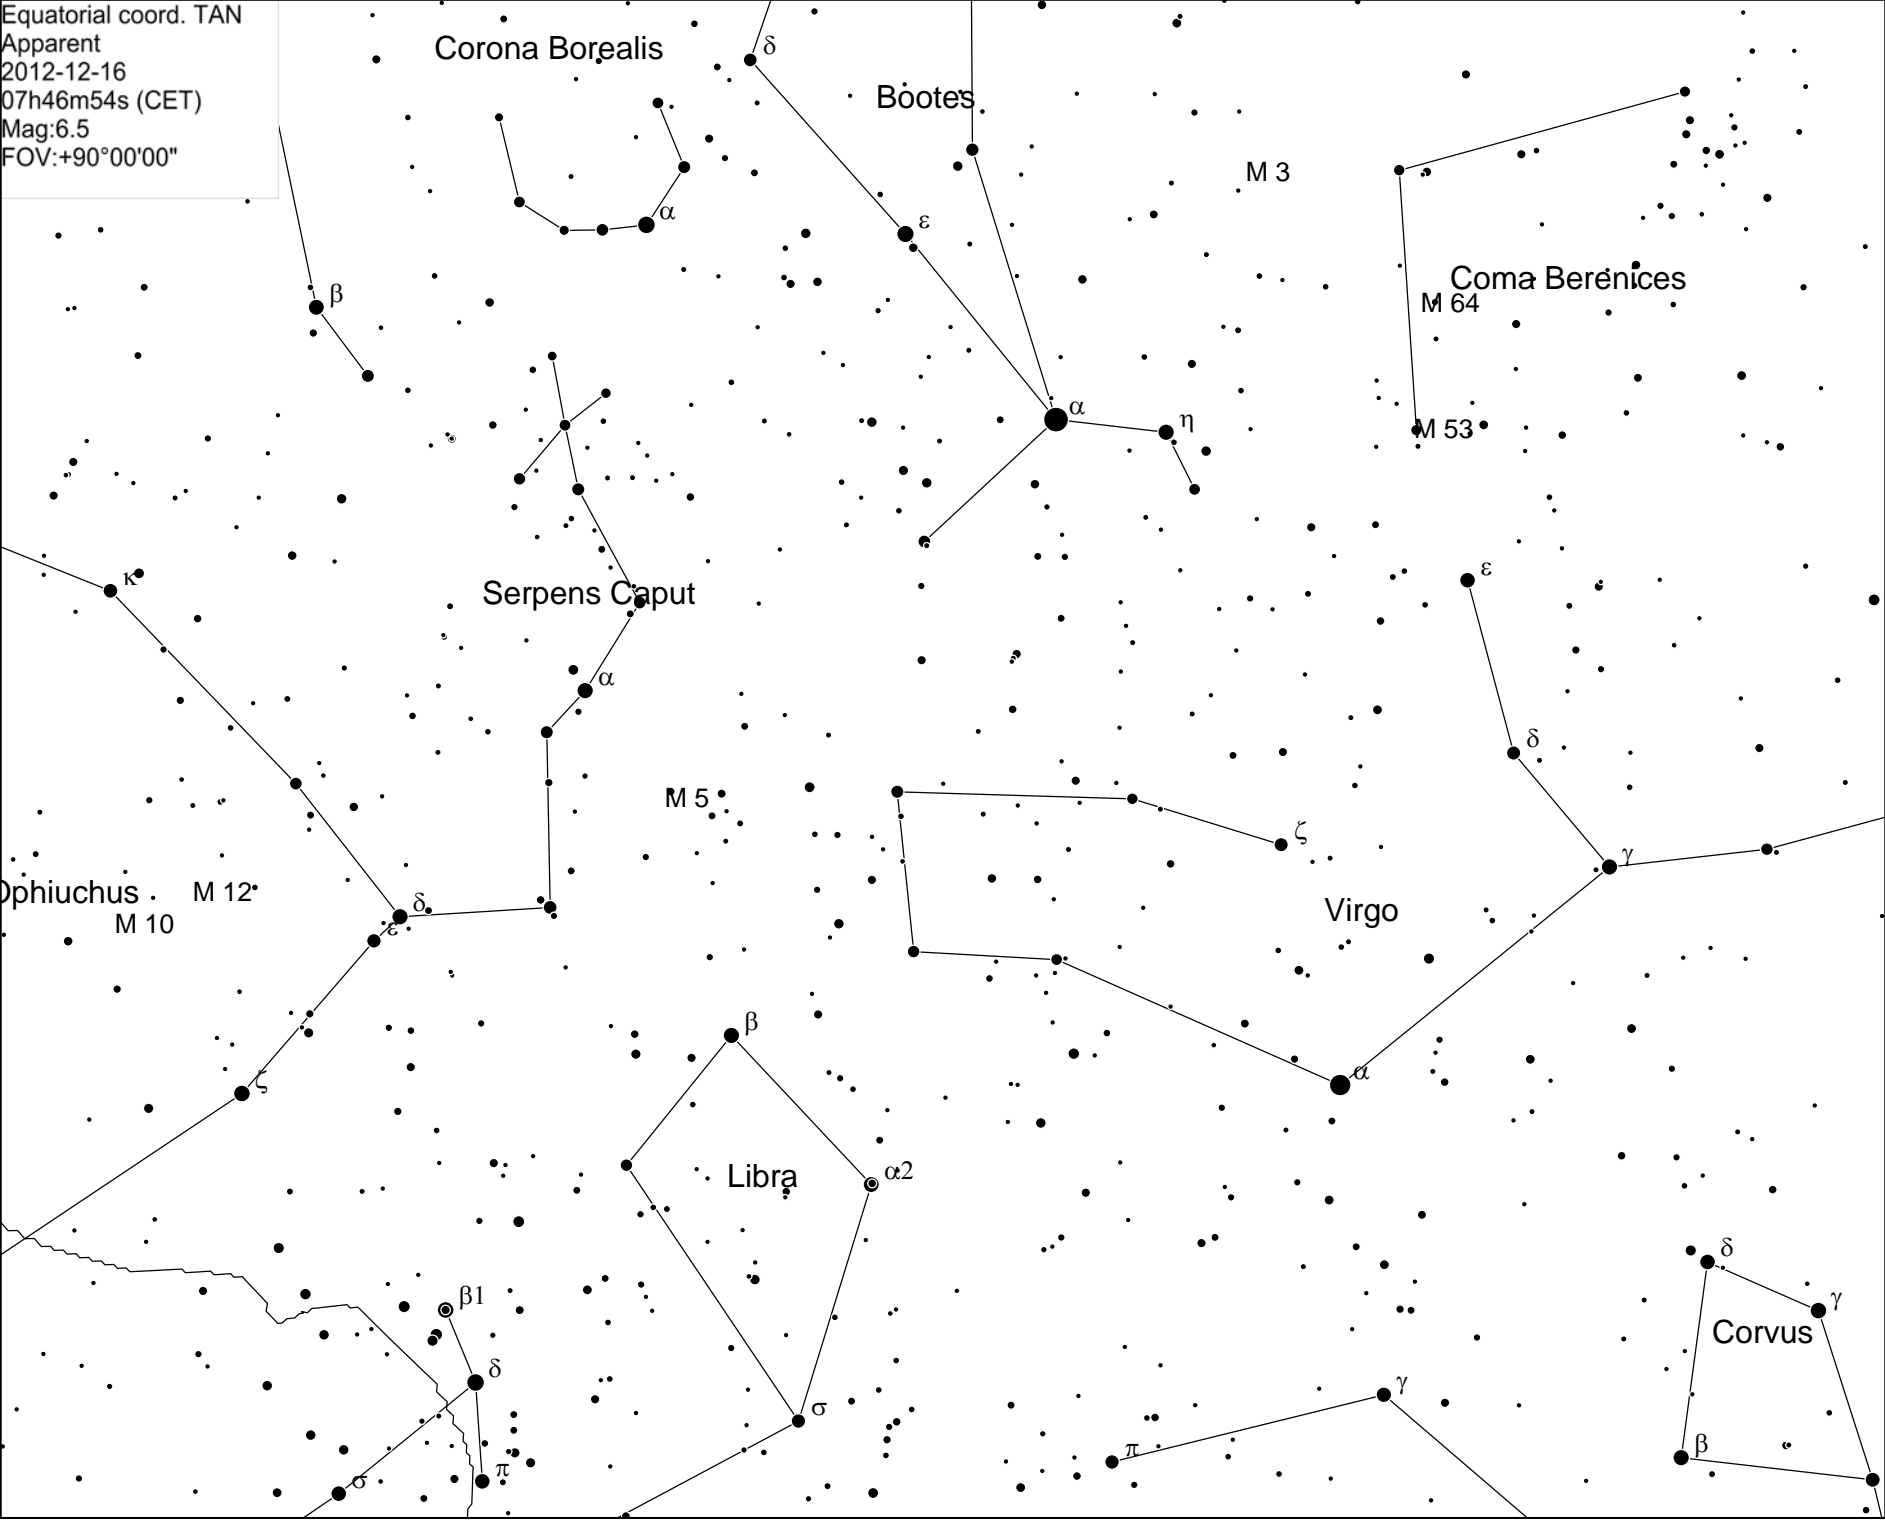 Equatorial coord. TAN
Apparent
2012-12-16
07h46m54s (CET)
Mag:6.5
FOV:+90°00'00"
Corona Borealis
δ
Bootes
M 3
α
ε
Coma Berenices
β
M 64
α
η
M 53
κ
ε
Serpens Caput
α
δ
M 5
ζ
γ
Ophiuchus
M 12
δ
Virgo
M 10
ε
β
α
ζ
Libra
α2
δ
β1
γ
Corvus
δ
γ
σ
β
π
π
σ